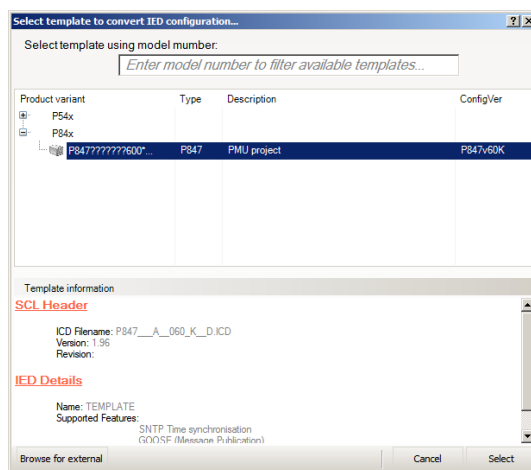 Select template to convert IED configuration...
Select template using model mumber:
Enter model number to filter available templates...
Product variant Type Description ConfigVer
P54x
P84x
P847???????600*... P847 PMU project P847v60K
Template information
SCL Header
ICD Filename: P847___A__060_K__D.ICD
Version: 1.96
Revision:
IED Details
Name: TEMPLATE
Supported Features:
SNTP Time synchronisation
GOOSE (Message Publication)
Browse for external Cancel Select